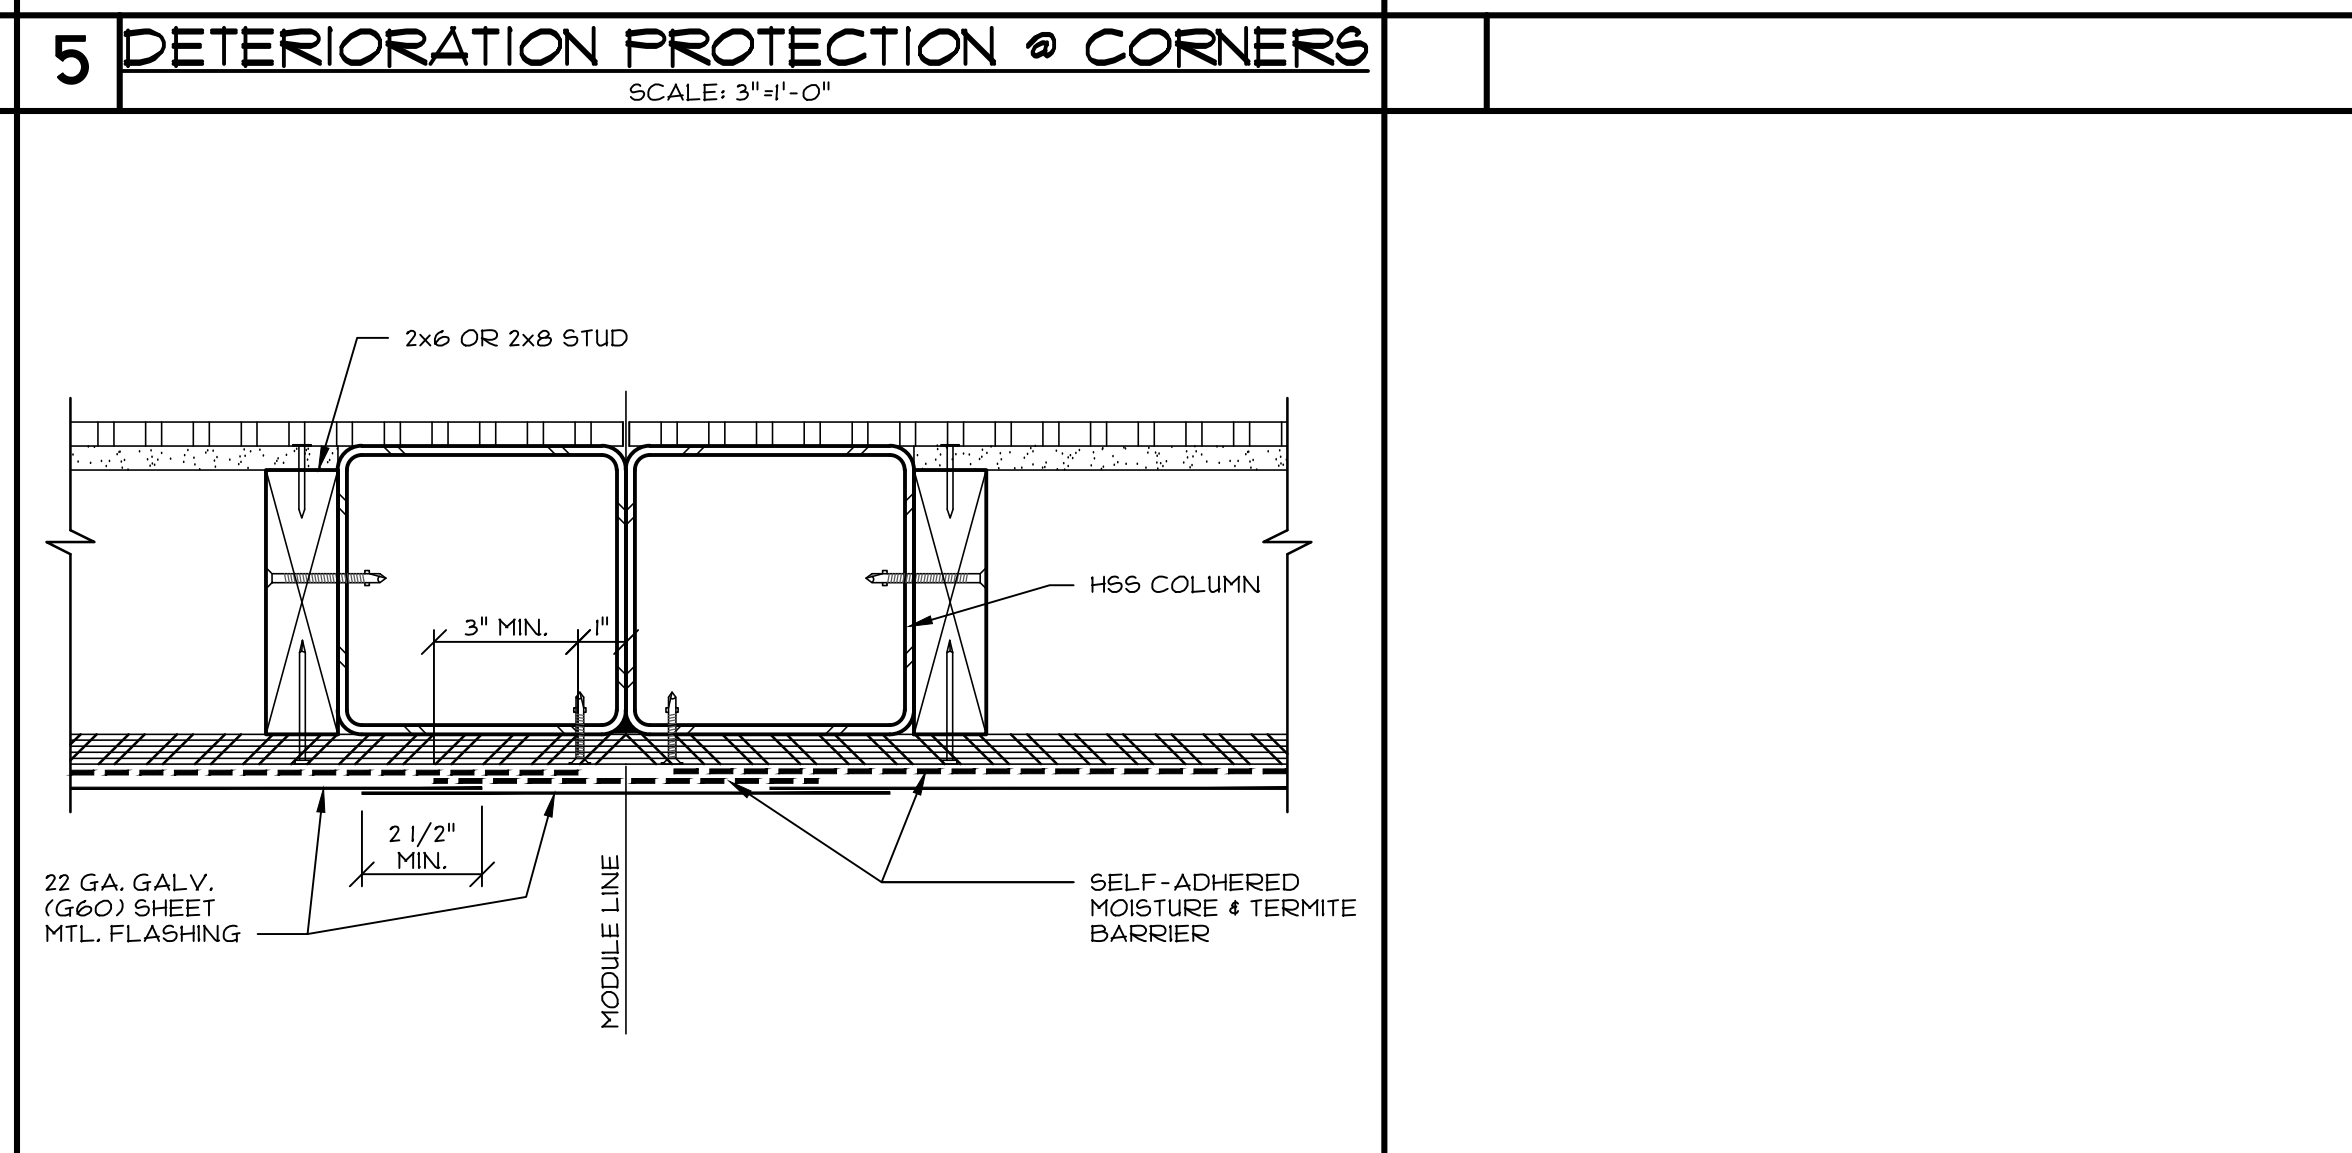 5
DETERIORATION PROTECTION @ CORNERS
SCALE: 3"=1'-0"
2x6 OR 2x8 STUD
HSS COLUMN
3" MIN.
1"
2 1/2"
MIN.
22 GA. GALV.
(G60) SHEET
MTL. FLASHING
MODULE LINE
SELF-ADHERED
MOISTURE & TERMITE
BARRIER